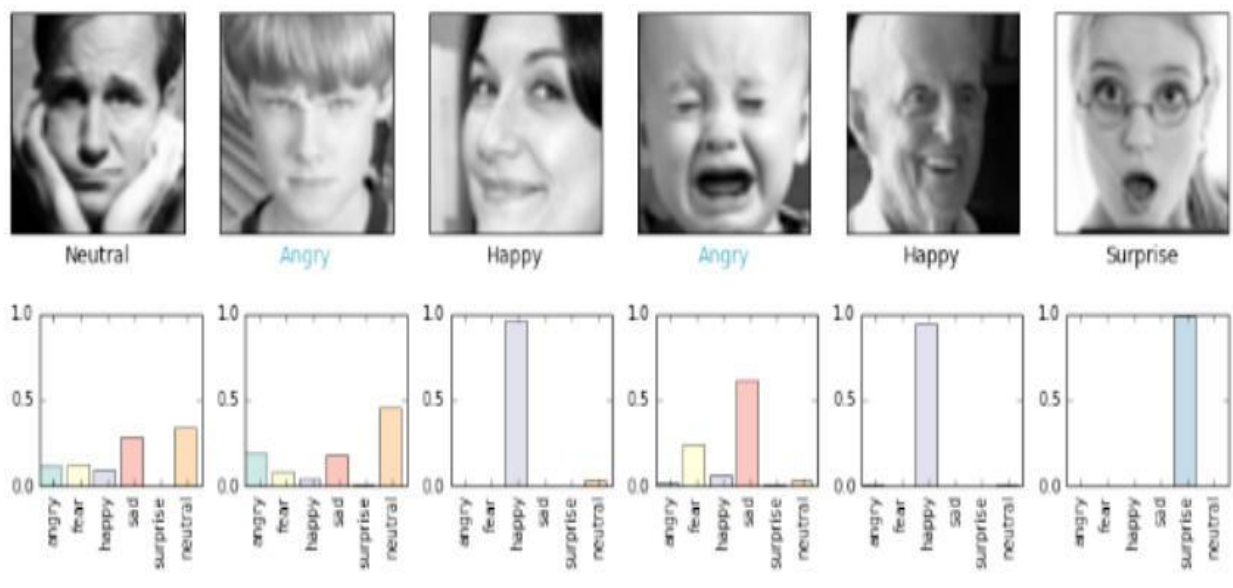 Neutral Angry Happy Angry Happy Surprise
1.0 1.0 1.0 1.0 1.0 1.0
0.5 0.5 0.5 0.5 0.5 0.5
0.0 0.0 0.0 0.0 0.0 0.0
angry fear happy sad surprise neutral angry fear happy sad surprise neutral angry fear happy sad surprise neutral angry fear happy sad surprise neutral angry fear happy sad surprise neutral angry fear happy sad surprise neutral